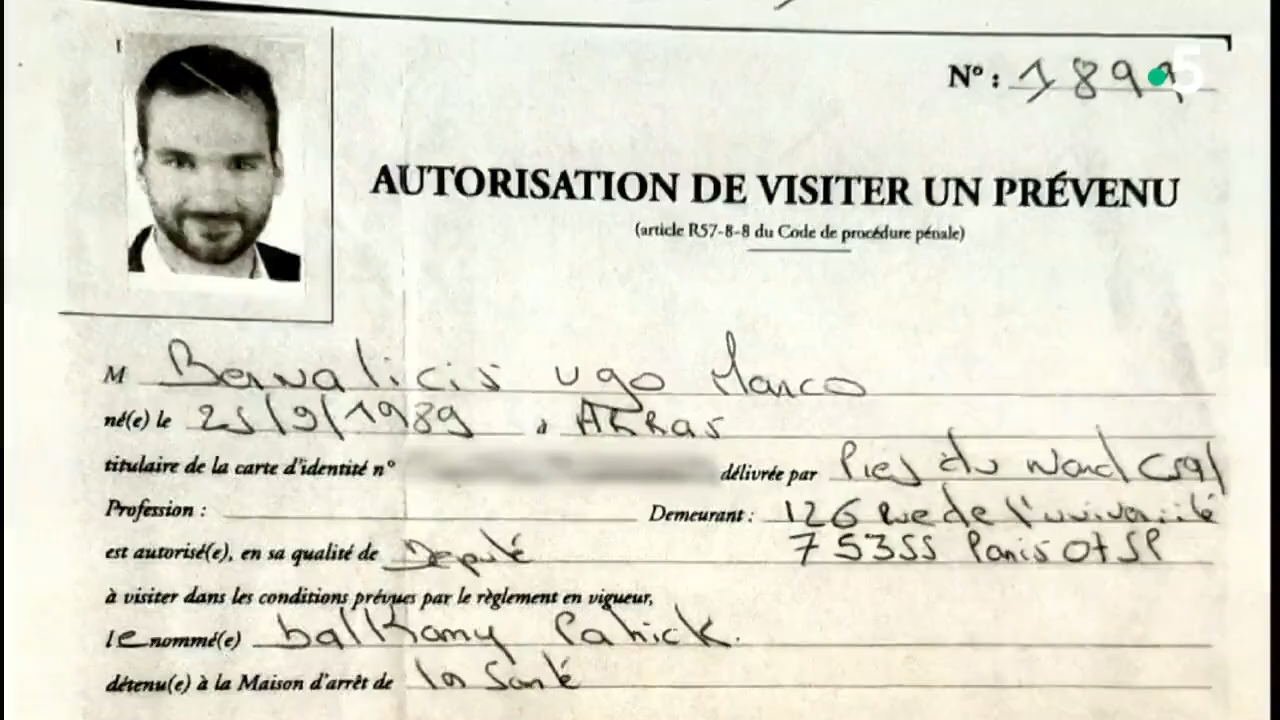 N° : 1899
5
AUTORISATION DE VISITER UN PRÉVENU
(article R57-8-8 du Code de procédure pénale)
M Bernalicis Ugo Marco
né(e) le 25/9/1989 à ARRas
titulaire de la carte d'identité n° délivrée par Pref du Nord (59)
Profession : Demeurant : 126 Rue de l'université
est autorisé(e), en sa qualité de Député 75355 Paris 07 SP
à visiter dans les conditions prévues par le règlement en vigueur,
le nommé(e) balkany Patrick.
détenu(e) à la Maison d'arrêt de la Santé